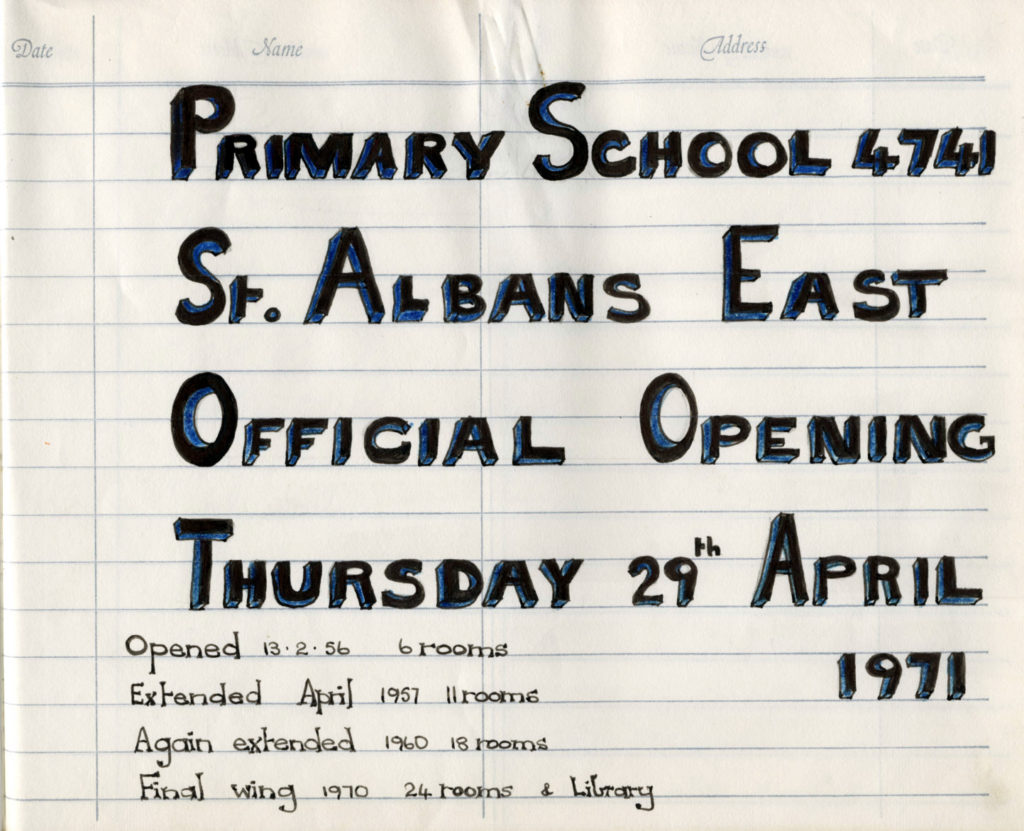 Date Name Address
PRIMARY SCHOOL 4741
St. ALBANS EAST
OFFICIAL OPENING
THURSDAY 29th APRIL
1971
Opened 13.2.56 6 rooms
Extended April 1957 11 rooms
Again extended 1960 18 rooms
Final wing 1970 24 rooms & Library